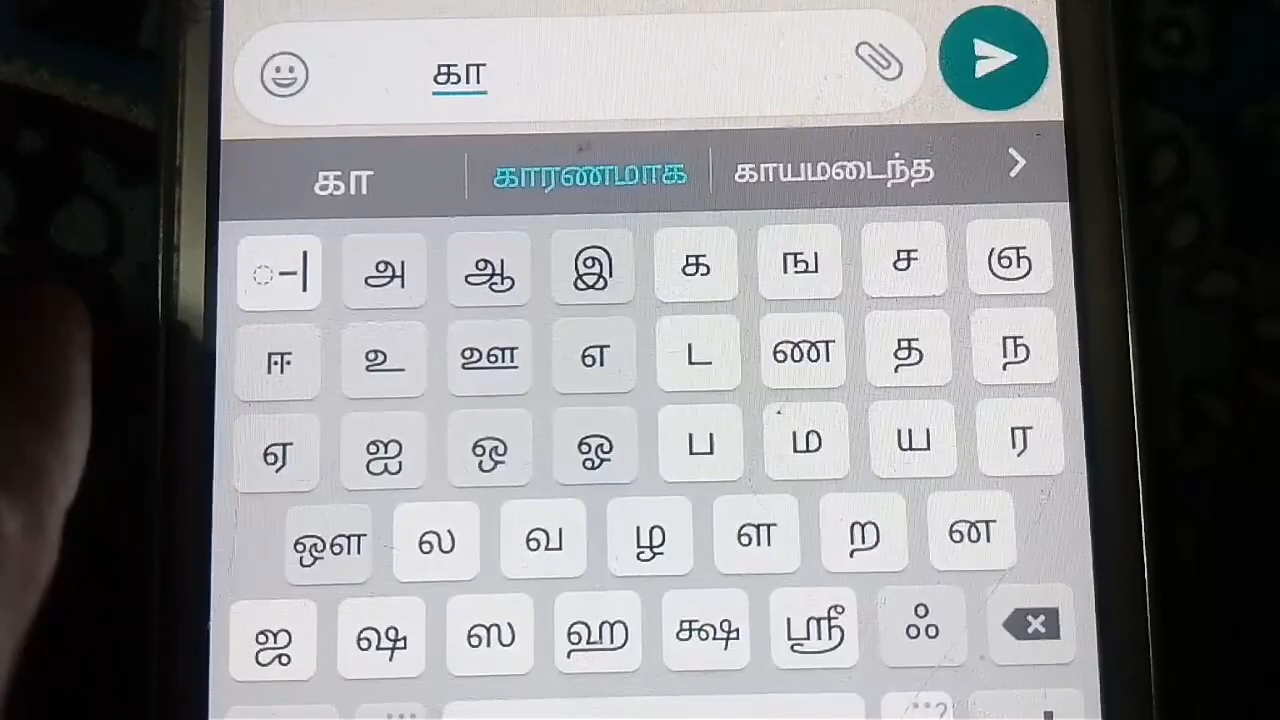 கா
கா காரணமாக காயமடைந்த
அ ஆ இ க ங ச ஞ
ஈ உ ஊ எ ட ண த ந
ஏ ஐ ஒ ஓ ப ம ய ர
ஔ ல வ ழ ள ற ன
ஜ ஷ ஸ ஹ க்ஷ ஸ்ரீ ஃ